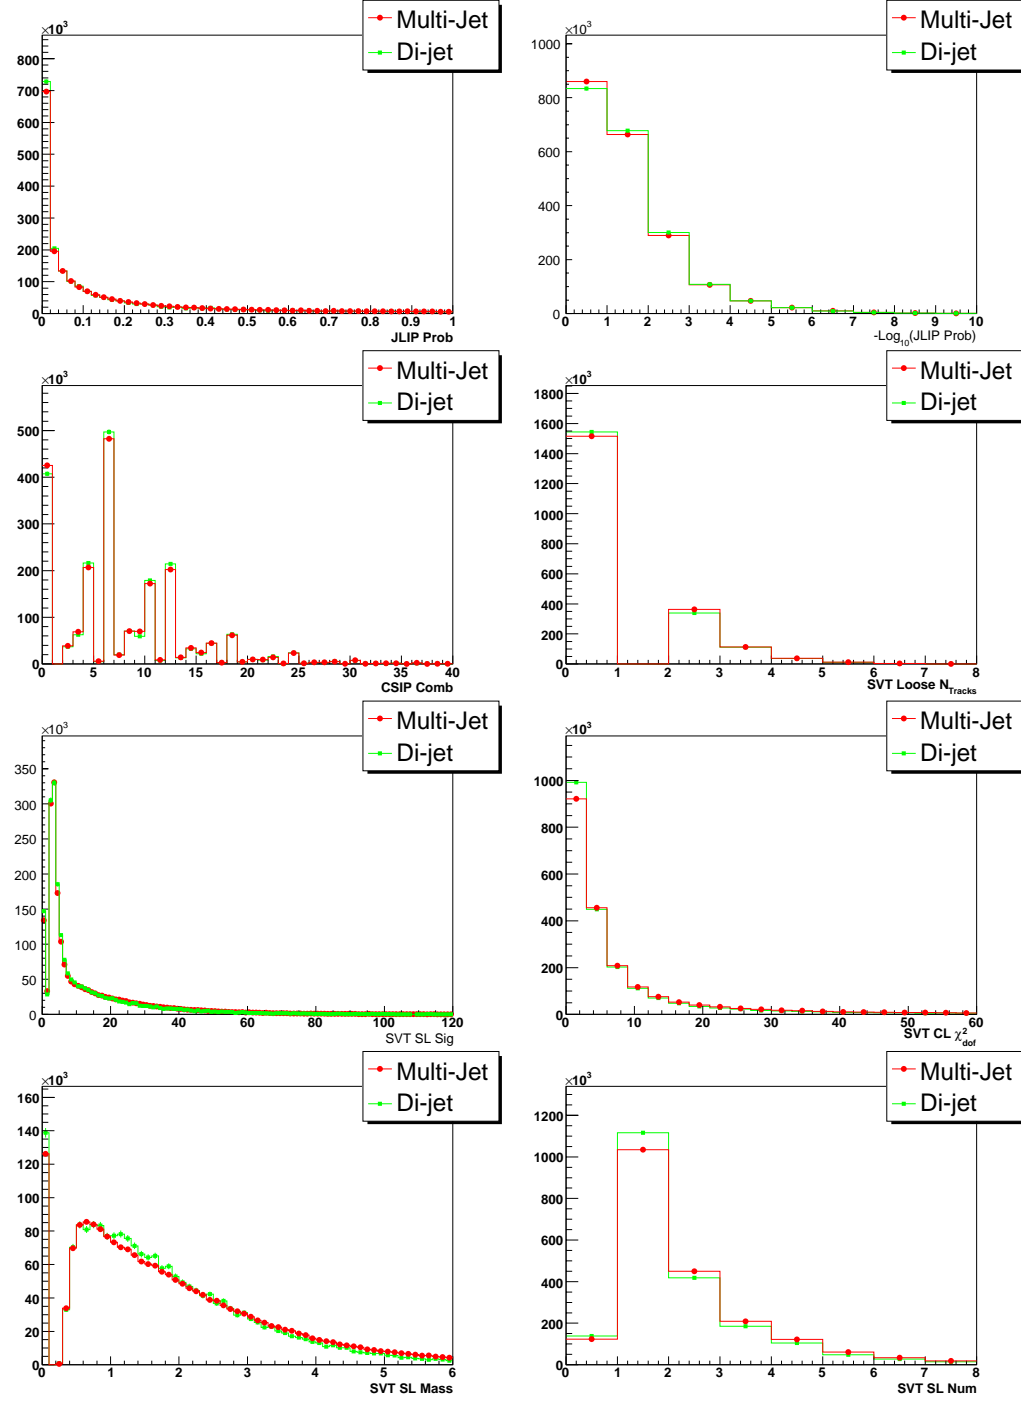 ×10³
Multi-Jet
Di-jet
800
700
600
500
400
300
200
100
0
0 0.1 0.2 0.3 0.4 0.5 0.6 0.7 0.8 0.9 1
JLIP Prob
×10³
Multi-Jet
Di-jet
1000
800
600
400
200
0
0 1 2 3 4 5 6 7 8 9 10
-Log₁₀(JLIP Prob)
×10³
Multi-Jet
Di-jet
500
400
300
200
100
0
0 5 10 15 20 25 30 35 40
CSIP Comb
×10³
Multi-Jet
Di-jet
1800
1600
1400
1200
1000
800
600
400
200
0
0 1 2 3 4 5 6 7 8
SVT Loose N_Tracks
×10³
Multi-Jet
Di-jet
350
300
250
200
150
100
50
0
0 20 40 60 80 100 120
SVT SL Sig
×10³
Multi-Jet
Di-jet
1000
800
600
400
200
0
0 10 20 30 40 50 60
SVT CL χ²_dof
×10³
Multi-Jet
Di-jet
160
140
120
100
80
60
40
20
0
0 1 2 3 4 5 6
SVT SL Mass
×10³
Multi-Jet
Di-jet
1200
1000
800
600
400
200
0
0 1 2 3 4 5 6 7 8
SVT SL Num